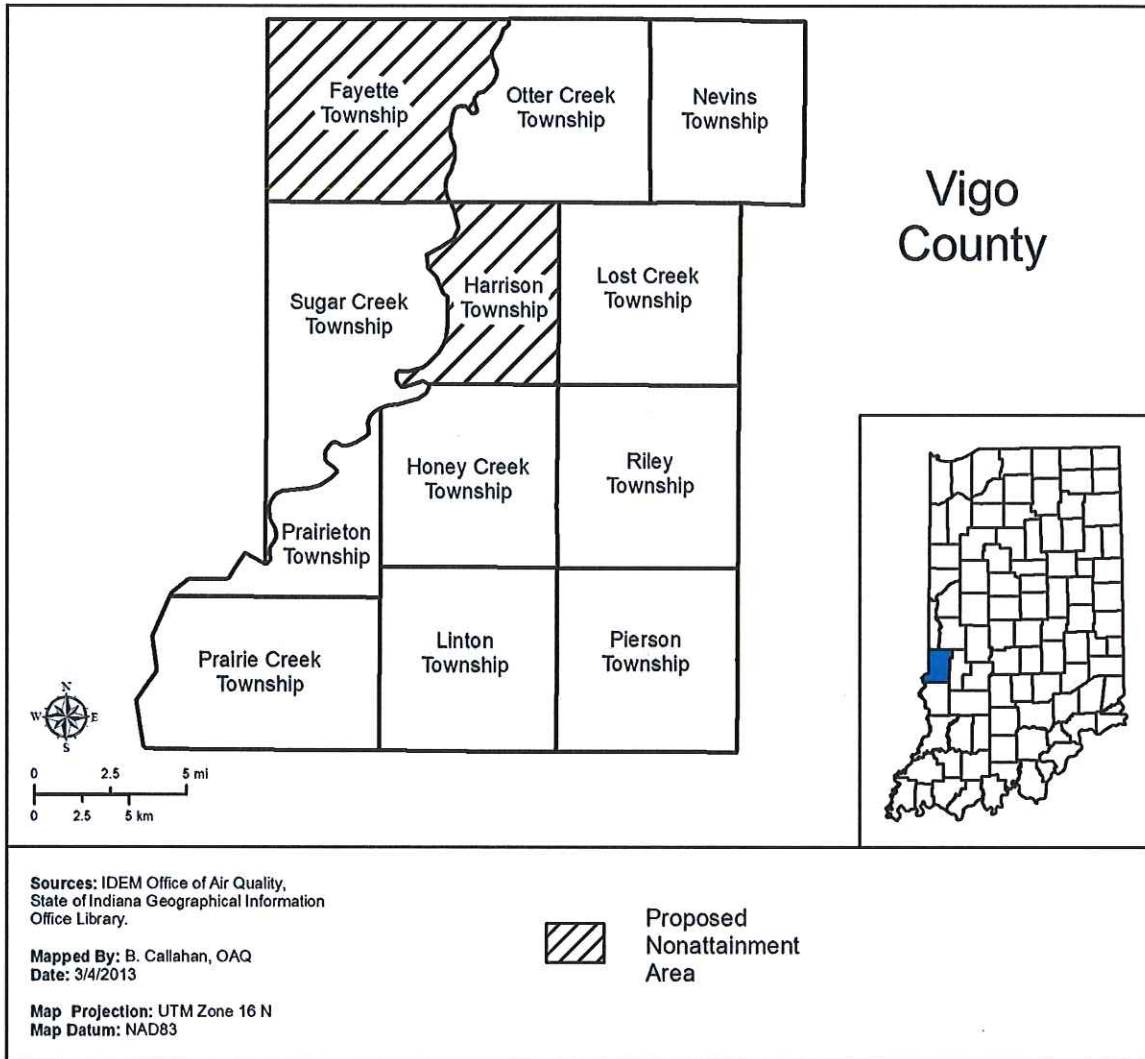 Fayette
Township
Otter Creek
Township
Nevins
Township
Vigo
County
Sugar Creek
Township
Harrison
Township
Lost Creek
Township
Honey Creek
Township
Riley
Township
Prairieton
Township
Prairie Creek
Township
Linton
Township
Pierson
Township
N
W E
S
0 2.5 5 mi
0 2.5 5 km
Sources: IDEM Office of Air Quality,
State of Indiana Geographical Information
Office Library.
Mapped By: B. Callahan, OAQ
Date: 3/4/2013
Map Projection: UTM Zone 16 N
Map Datum: NAD83
Proposed
Nonattainment
Area